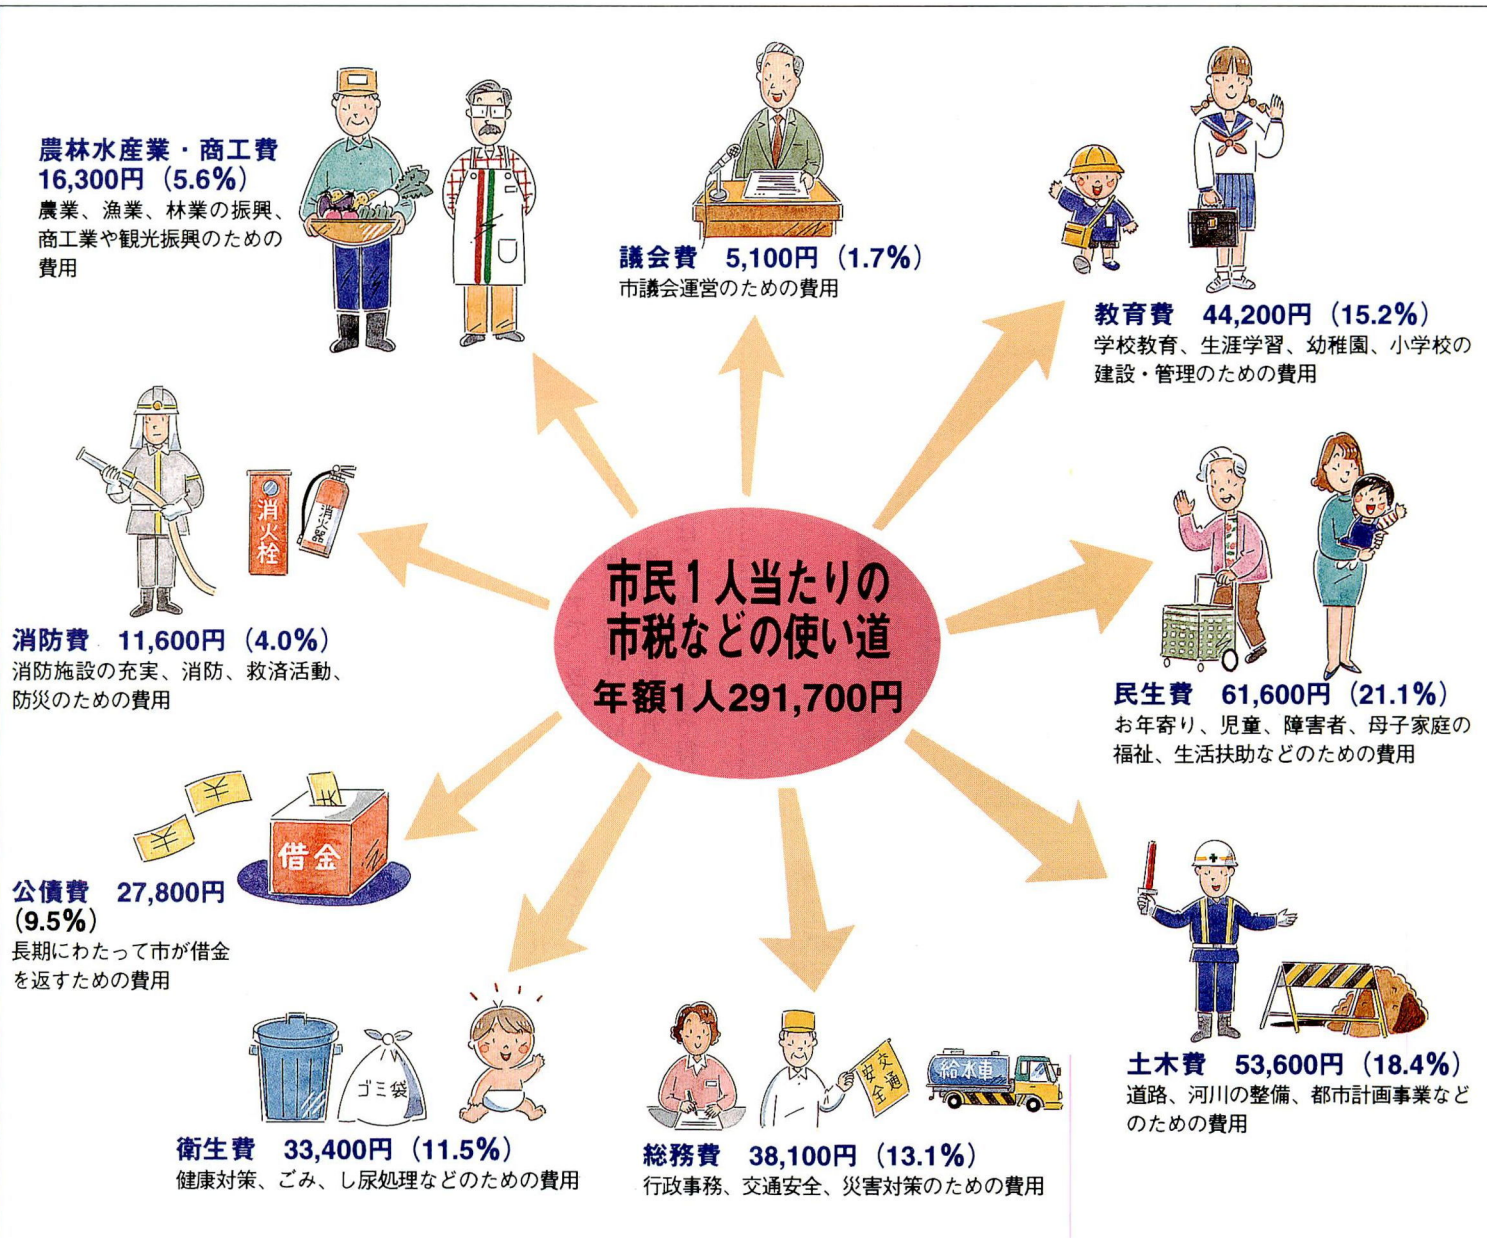 農林水産業・商工費
16,300円（5.6%）
農業、漁業、林業の振興、
商工業や観光振興のための
費用
議会費　5,100円（1.7%）
市議会運営のための費用
教育費　44,200円（15.2%）
学校教育、生涯学習、幼稚園、小学校の
建設・管理のための費用
消火栓
消火器
消防費　11,600円（4.0%）
消防施設の充実、消防、救済活動、
防災のための費用
市民1人当たりの
市税などの使い道
年額1人291,700円
民生費　61,600円（21.1%）
お年寄り、児童、障害者、母子家庭の
福祉、生活扶助などのための費用
¥
¥
¥
借金
公債費　27,800円
（9.5%）
長期にわたって市が借金
を返すための費用
土木費　53,600円（18.4%）
道路、河川の整備、都市計画事業など
のための費用
ゴミ袋
衛生費　33,400円（11.5%）
健康対策、ごみ、し尿処理などのための費用
交通
安全
給水車
総務費　38,100円（13.1%）
行政事務、交通安全、災害対策のための費用